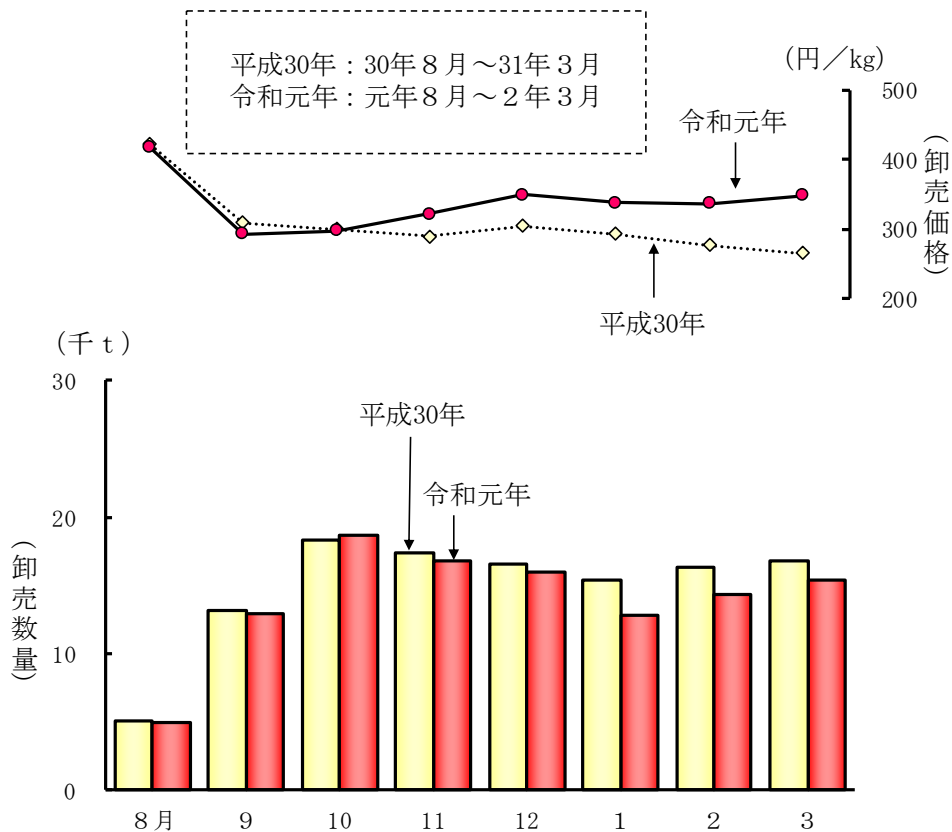 平成30年：30年８月～31年３月
令和元年：元年８月～２年３月
（円／kg）
500
400
300
200
（卸売価格）
令和元年
平成30年
（千ｔ）
30
20
10
0
（卸売数量）
平成30年
令和元年
８月
９
10
11
12
１
２
３